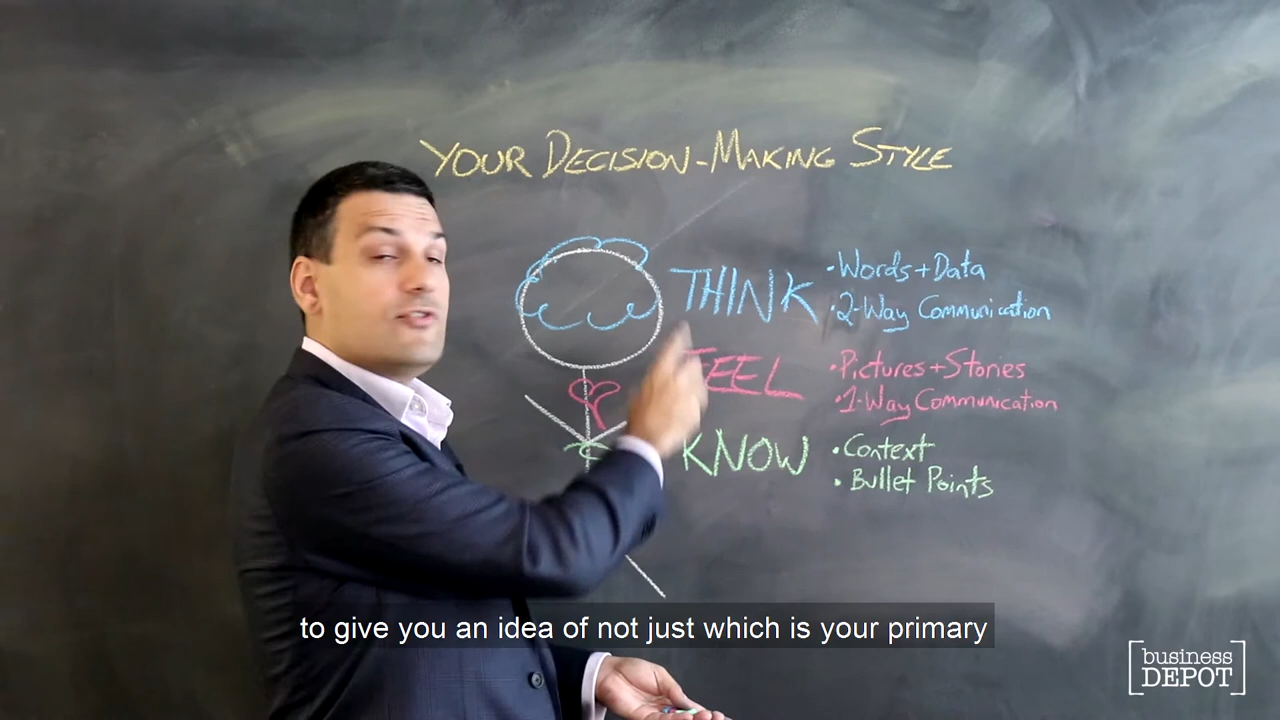 YOUR DECISION-MAKING STYLE
THINK
•Words+Data
•2-Way Communication
FEEL
•Pictures+Stories
•1-Way Communication
KNOW
•Context
•Bullet Points
to give you an idea of not just which is your primary
[business
DEPOT]